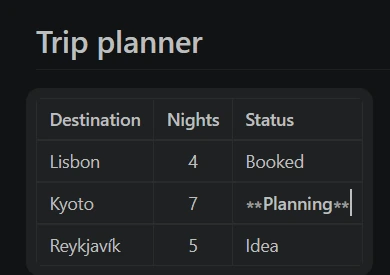 Trip planner
Destination Nights Status
Lisbon 4 Booked
Kyoto 7 **Planning**
Reykjavík 5 Idea